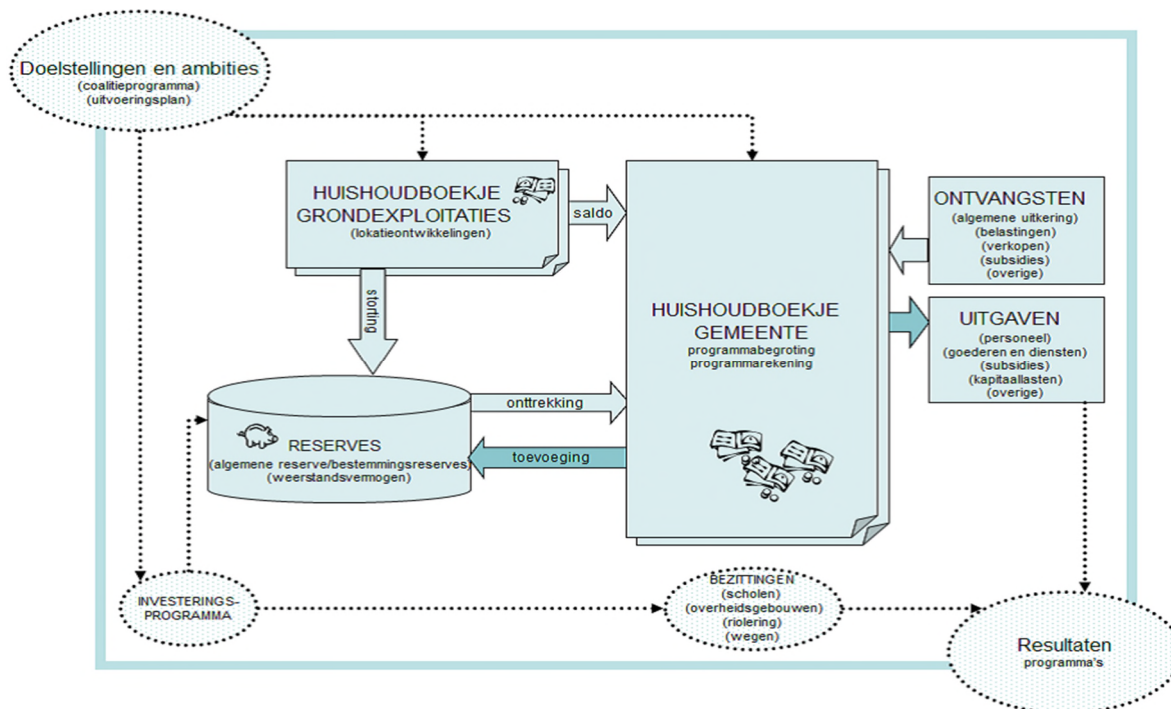 Doelstellingen en ambities
(coalitieprogramma)
(uitvoeringsplan)
HUISHOUDBOEKJE
GRONDEXPLOITATIES
(lokatieontwikkelingen)
saldo
storting
HUISHOUDBOEKJE
GEMEENTE
programmabegroting
programmarekening
ONTVANGSTEN
(algemene uitkering)
(belastingen)
(verkopen)
(subsidies)
(overige)
UITGAVEN
(personeel)
(goederen en diensten)
(subsidies)
(kapitaallasten)
(overige)
onttrekking
toevoeging
RESERVES
(algemene reserve/bestemmingsreserves)
(weerstandsvermogen)
INVESTERINGS-
PROGRAMMA
BEZITTINGEN
(scholen)
(overheidsgebouwen)
(riolering)
(wegen)
Resultaten
programma's